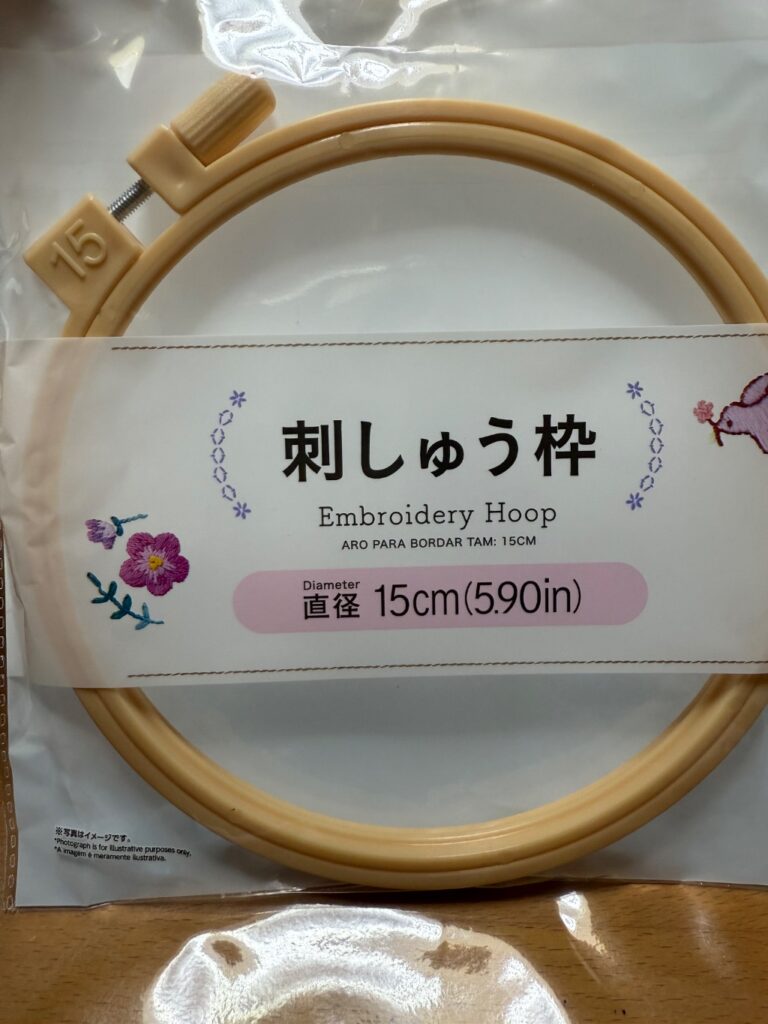 15
刺しゅう枠
Embroidery Hoop
ARO PARA BORDAR TAM: 15CM
Diameter
直径 15cm(5.90in)
※写真はイメージです。
*Photograph is for illustrative purposes only.
*A imagem é meramente ilustrativa.